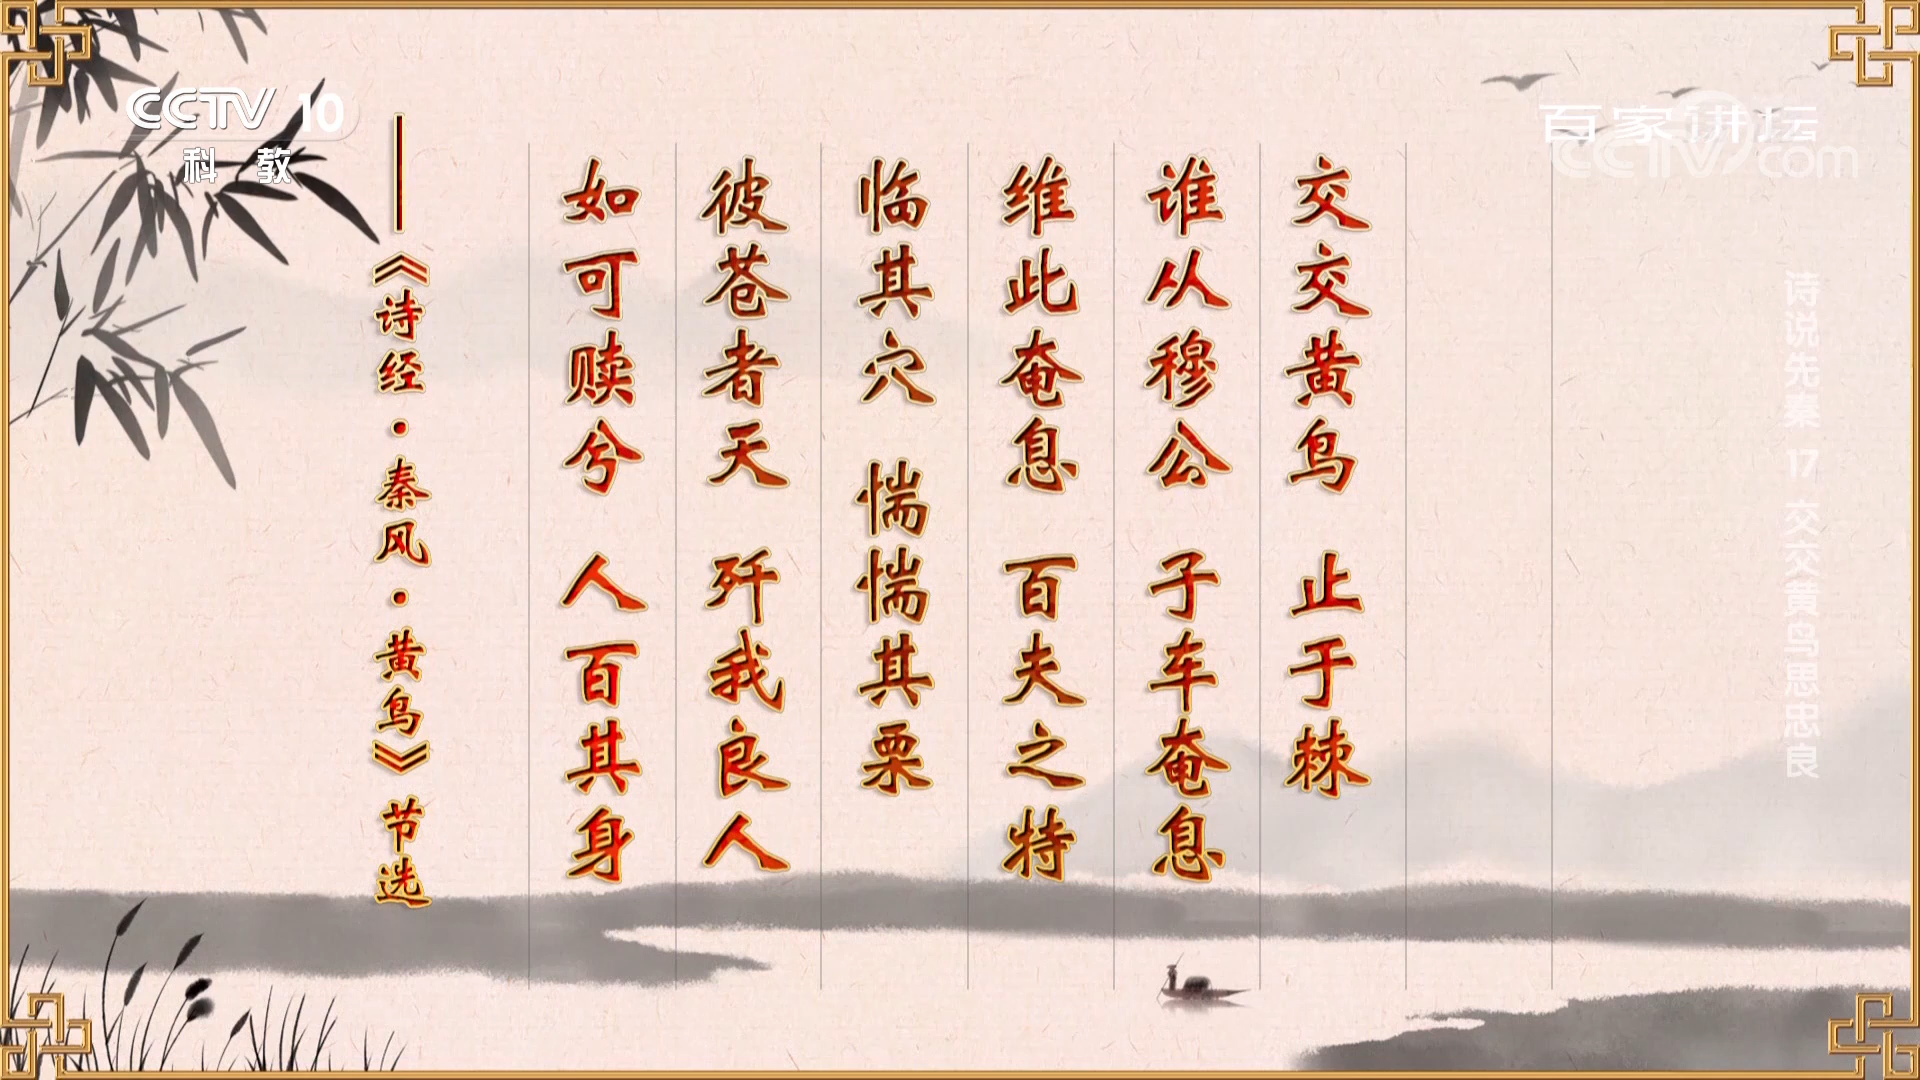 CCTV 10
科 教
百家讲坛
CCTV.com
诗说先秦 17 交交黄鸟思忠良
交交黄鸟 止于棘
谁从穆公 子车奄息
维此奄息 百夫之特
临其穴 惴惴其栗
彼苍者天 歼我良人
如可赎兮 人百其身
——《诗经·秦风·黄鸟》节选